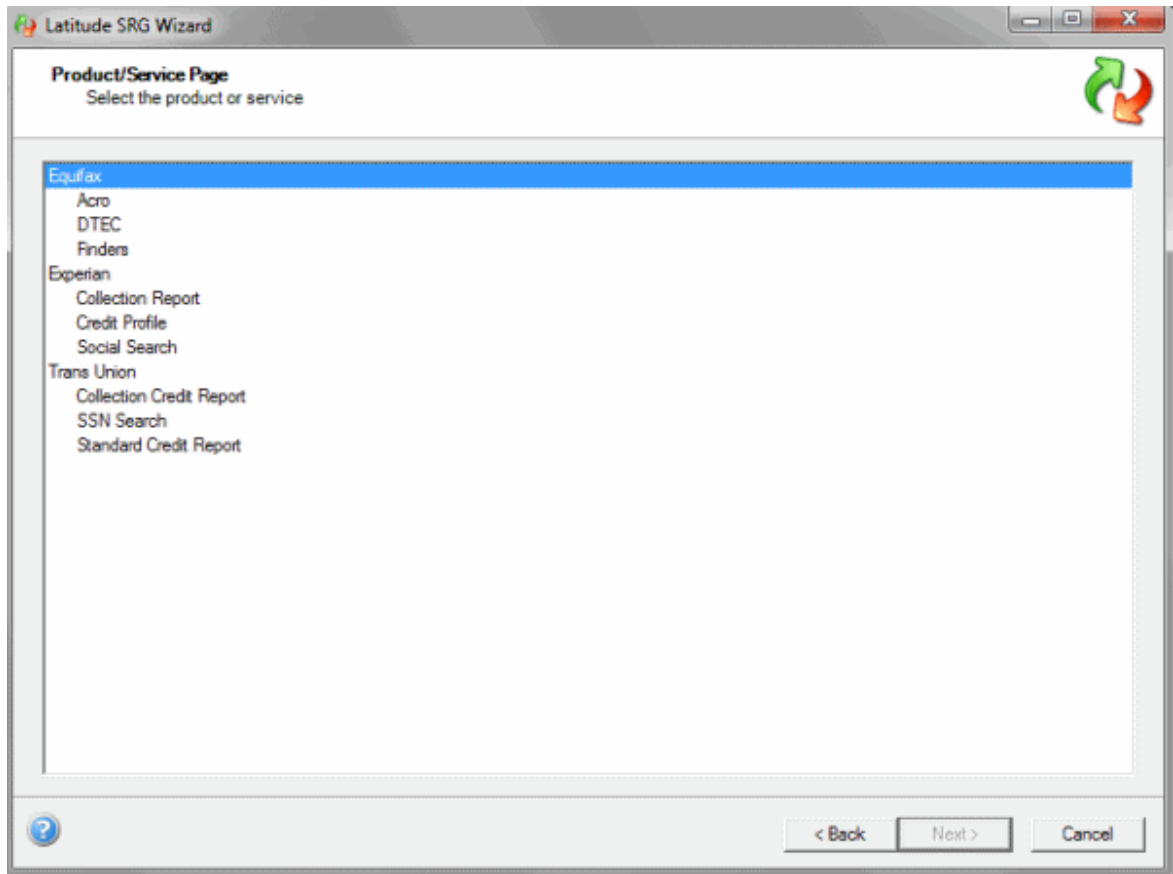 Latitude SRG Wizard
Product/Service Page
Select the product or service
Equifax
Acro
DTEC
Finders
Experian
Collection Report
Credit Profile
Social Search
Trans Union
Collection Credit Report
SSN Search
Standard Credit Report
?
< Back Next > Cancel